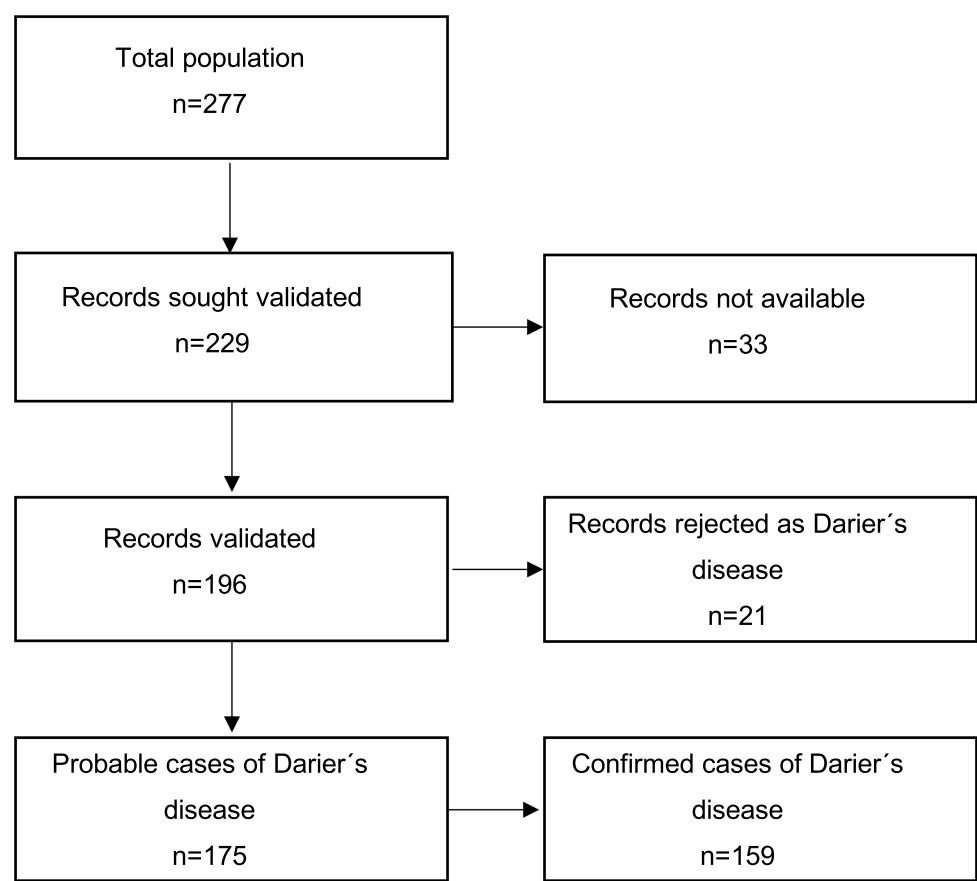 Total population
n=277
Records sought validated
n=229
Records not available
n=33
Records validated
n=196
Records rejected as Darier´s
disease
n=21
Probable cases of Darier´s
disease
n=175
Confirmed cases of Darier´s
disease
n=159